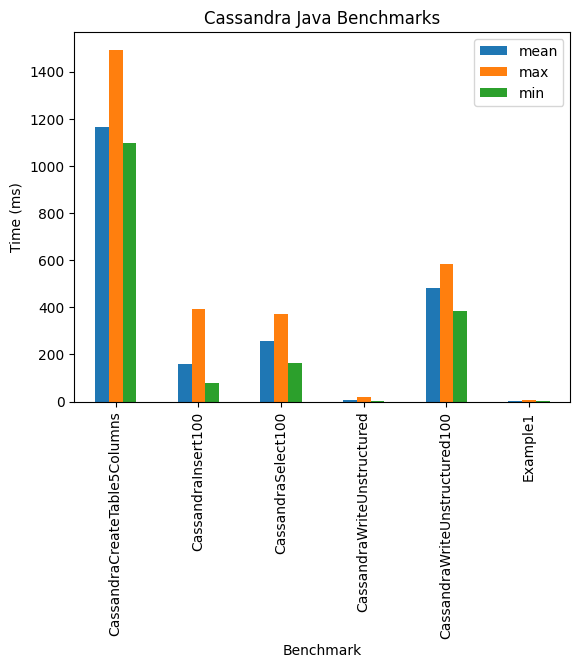 Cassandra Java Benchmarks
mean
max
min
Time (ms)
1400
1200
1000
800
600
400
200
0
CassandraCreateTable5Columns
CassandraInsert100
CassandraSelect100
CassandraWriteUnstructured
CassandraWriteUnstructured100
Example1
Benchmark